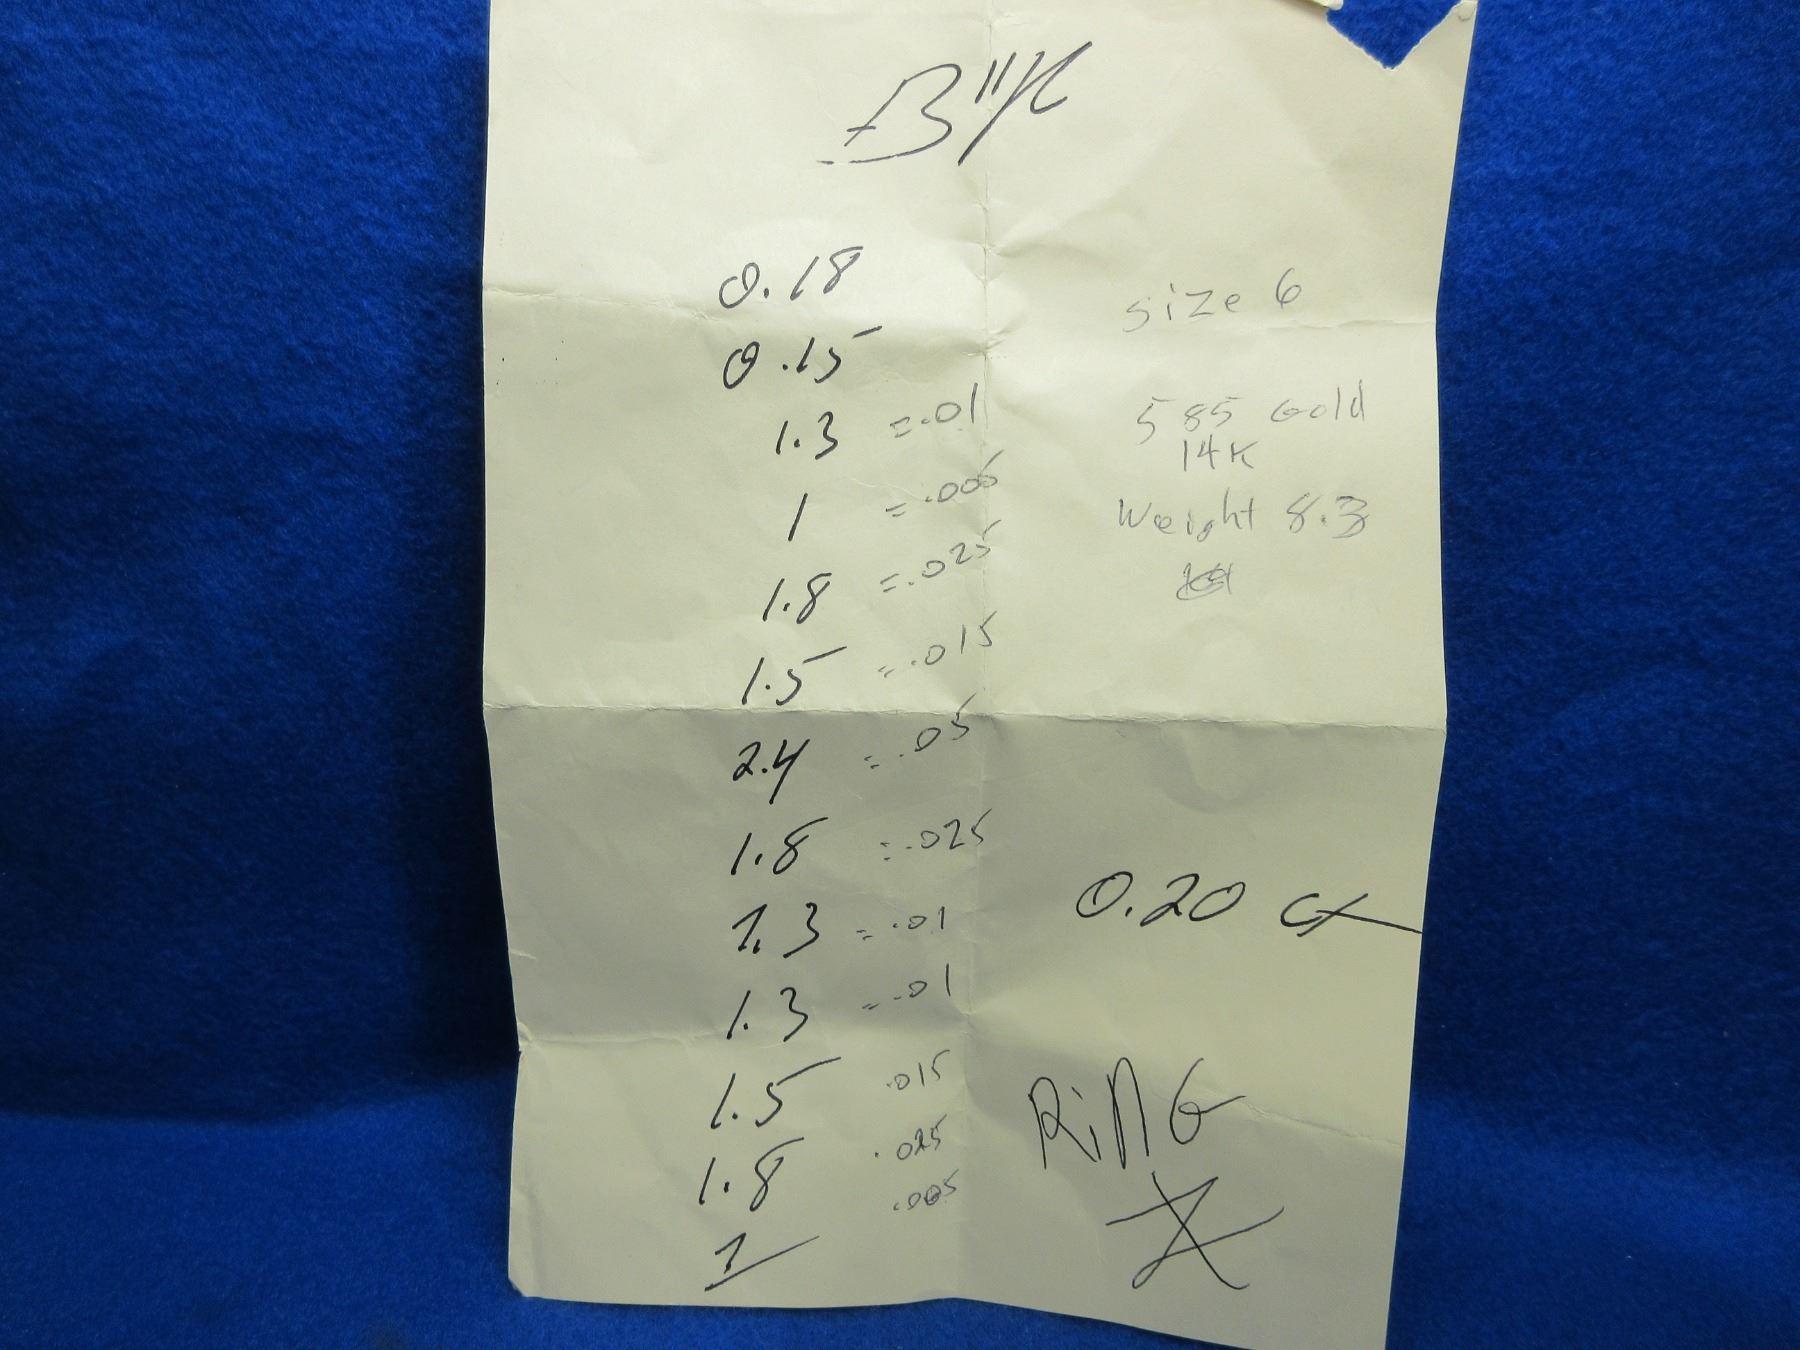 0.18
size 6
0.15
1.3 = .01
585 Gold
14K
1 = .005
Weight 8.3
1.8 = .025
1.5 = .015
2.4 = .05
1.8 = .025
0.20 ct
1.3 = .01
1.3 = .01
1.5 .015
RiNG
1.8 .025
1 .005